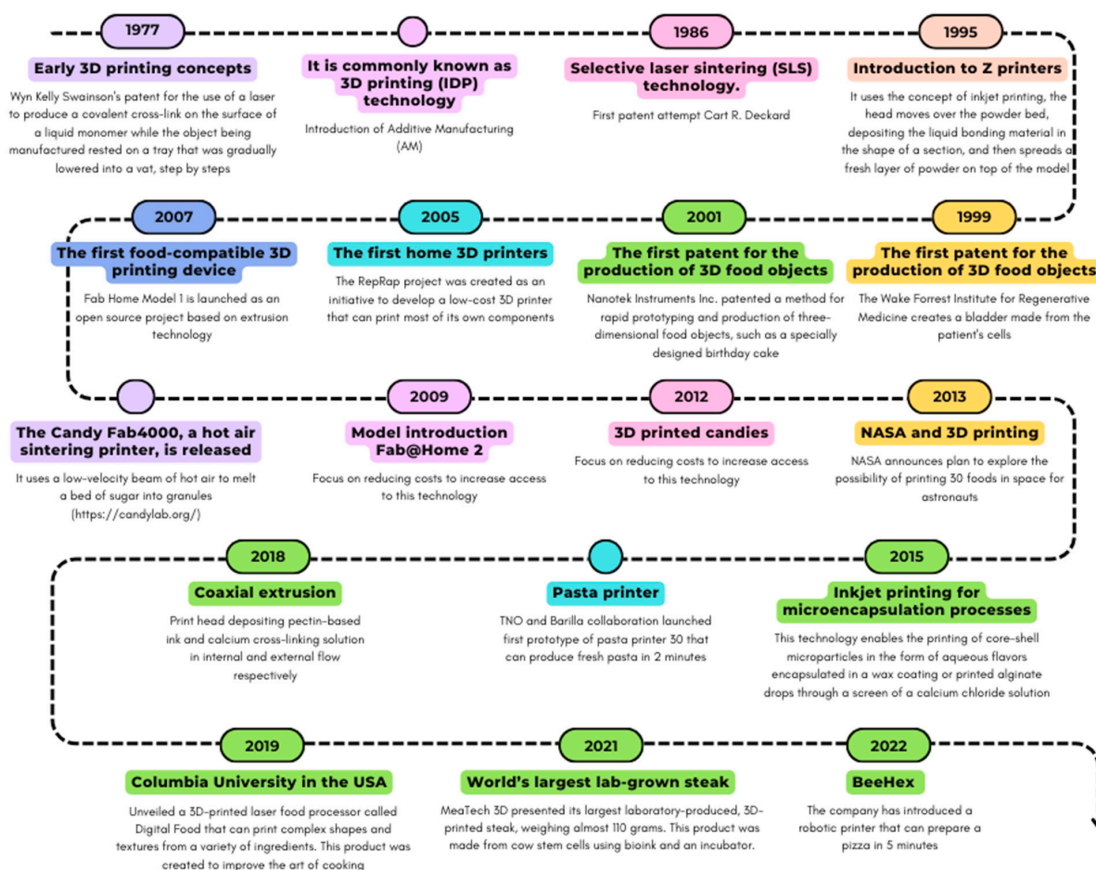 1977
Early 3D printing concepts
Wyn Kelly Swainson's patent for the use of a laser
to produce a covalent cross-link on the surface of
a liquid monomer while the object being
manufactured rested on a tray that was gradually
lowered into a vat, step by steps
It is commonly known as
3D printing (IDP)
technology
Introduction of Additive Manufacturing
(AM)
1986
Selective laser sintering (SLS)
technology.
First patent attempt Cart R. Deckard
1995
Introduction to Z printers
It uses the concept of inkjet printing, the
head moves over the powder bed,
depositing the liquid bonding material in
the shape of a section, and then spreads a
fresh layer of powder on top of the model
2007
The first food-compatible 3D
printing device
Fab Home Model 1 is launched as an
open source project based on extrusion
technology
2005
The first home 3D printers
The RepRap project was created as an
initiative to develop a low-cost 3D printer
that can print most of its own components
2001
The first patent for the
production of 3D food objects
Nanotek Instruments Inc. patented a method for
rapid prototyping and production of three-
dimensional food objects, such as a specially
designed birthday cake
1999
The first patent for the
production of 3D food objects
The Wake Forrest Institute for Regenerative
Medicine creates a bladder made from the
patient's cells
The Candy Fab4000, a hot air
sintering printer, is released
It uses a low-velocity beam of hot air to melt
a bed of sugar into granules
(https://candylab.org/)
2009
Model introduction
Fab@Home 2
Focus on reducing costs to increase access
to this technology
2012
3D printed candies
Focus on reducing costs to increase access
to this technology
2013
NASA and 3D printing
NASA announces plan to explore the
possibility of printing 30 foods in space for
astronauts
2018
Coaxial extrusion
Print head depositing pectin-based
ink and calcium cross-linking solution
in internal and external flow
respectively
Pasta printer
TNO and Barilla collaboration launched
first prototype of pasta printer 30 that
can produce fresh pasta in 2 minutes
2015
Inkjet printing for
microencapsulation processes
This technology enables the printing of core-shell
microparticles in the form of aqueous flavors
encapsulated in a wax coating or printed alginate
drops through a screen of a calcium chloride solution
2019
Columbia University in the USA
Unveiled a 3D-printed laser food processor called
Digital Food that can print complex shapes and
textures from a variety of ingredients. This product was
created to improve the art of cooking
2021
World's largest lab-grown steak
MeaTech 3D presented its largest laboratory-produced, 3D-
printed steak, weighing almost 110 grams. This product was
made from cow stem cells using bioink and an incubator.
2022
BeeHex
The company has introduced a
robotic printer that can prepare a
pizza in 5 minutes